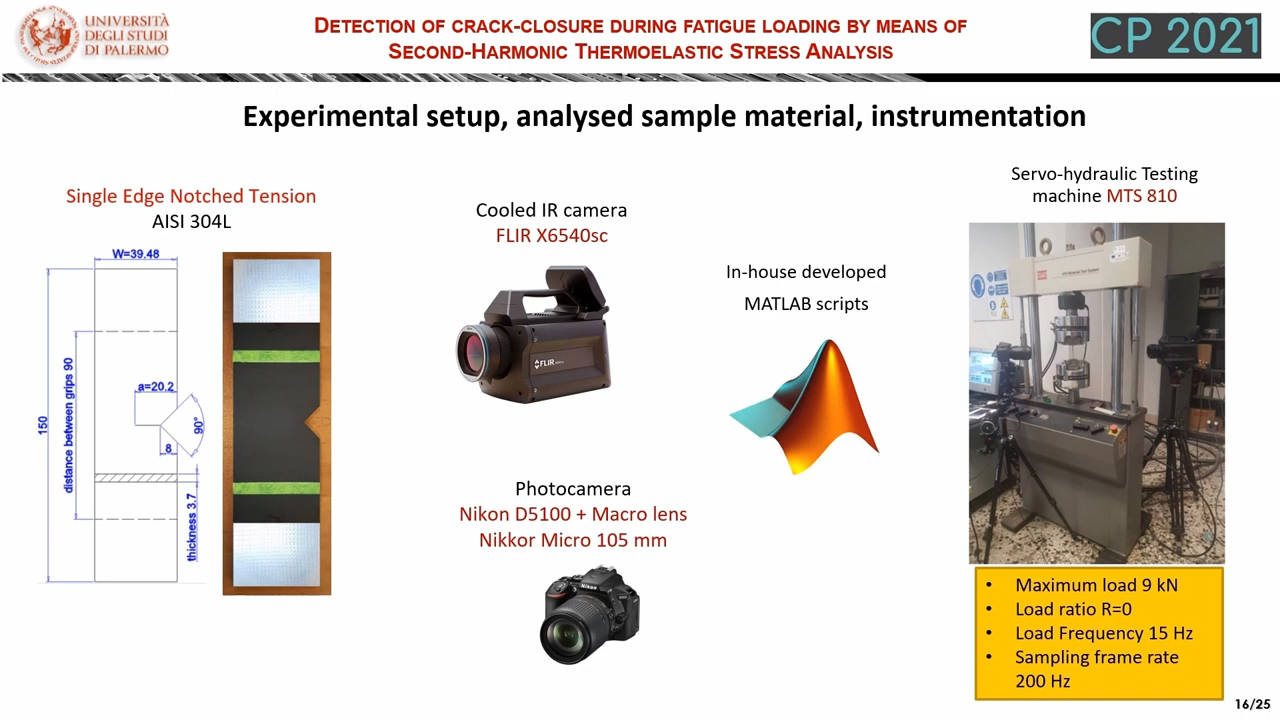 UNIVERSITÀ
DEGLI STUDI
DI PALERMO
DETECTION OF CRACK-CLOSURE DURING FATIGUE LOADING BY MEANS OF
SECOND-HARMONIC THERMOELASTIC STRESS ANALYSIS
CP 2021
Experimental setup, analysed sample material, instrumentation
Single Edge Notched Tension
AISI 304L
W=39.48
150
distance between grips 90
a=20.2
90°
8
thickness 3.7
Cooled IR camera
FLIR X6540sc
FLIR
Photocamera
Nikon D5100 + Macro lens
Nikkor Micro 105 mm
Nikon
In-house developed
MATLAB scripts
Servo-hydraulic Testing
machine MTS 810
• Maximum load 9 kN
• Load ratio R=0
• Load Frequency 15 Hz
• Sampling frame rate
200 Hz
16/25